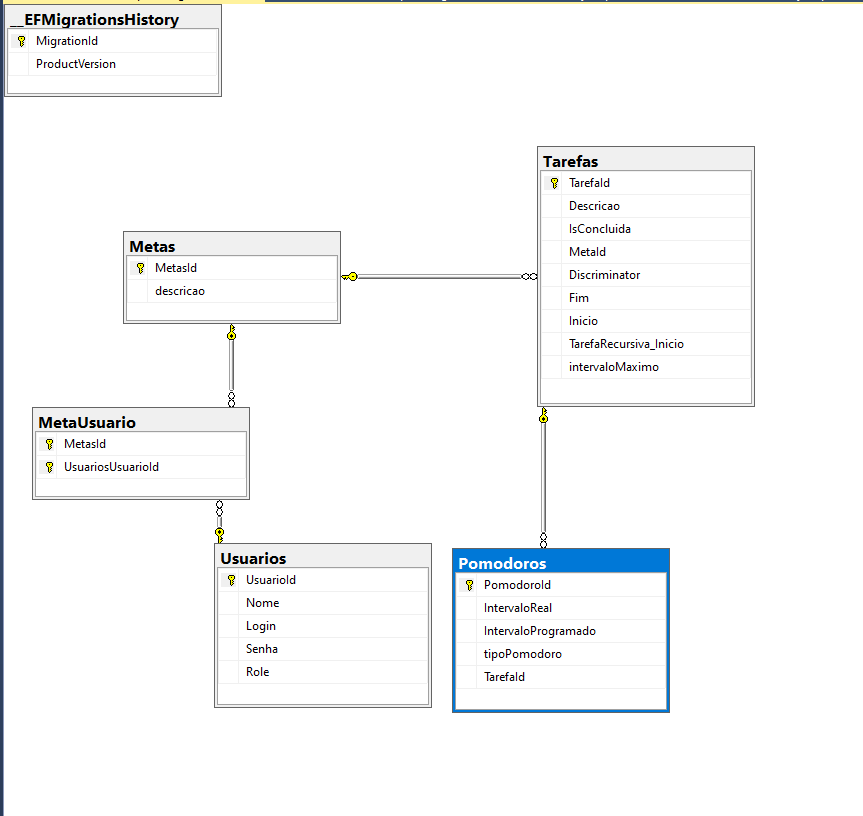 __EFMigrationsHistory
MigrationId
ProductVersion
Tarefas
TarefaId
Descricao
IsConcluida
MetaId
Discriminator
Fim
Inicio
TarefaRecursiva_Inicio
intervaloMaximo
Metas
MetasId
descricao
MetaUsuario
MetasId
UsuariosUsuarioId
Usuarios
UsuarioId
Nome
Login
Senha
Role
Pomodoros
PomodoroId
IntervaloReal
IntervaloProgramado
tipoPomodoro
TarefaId